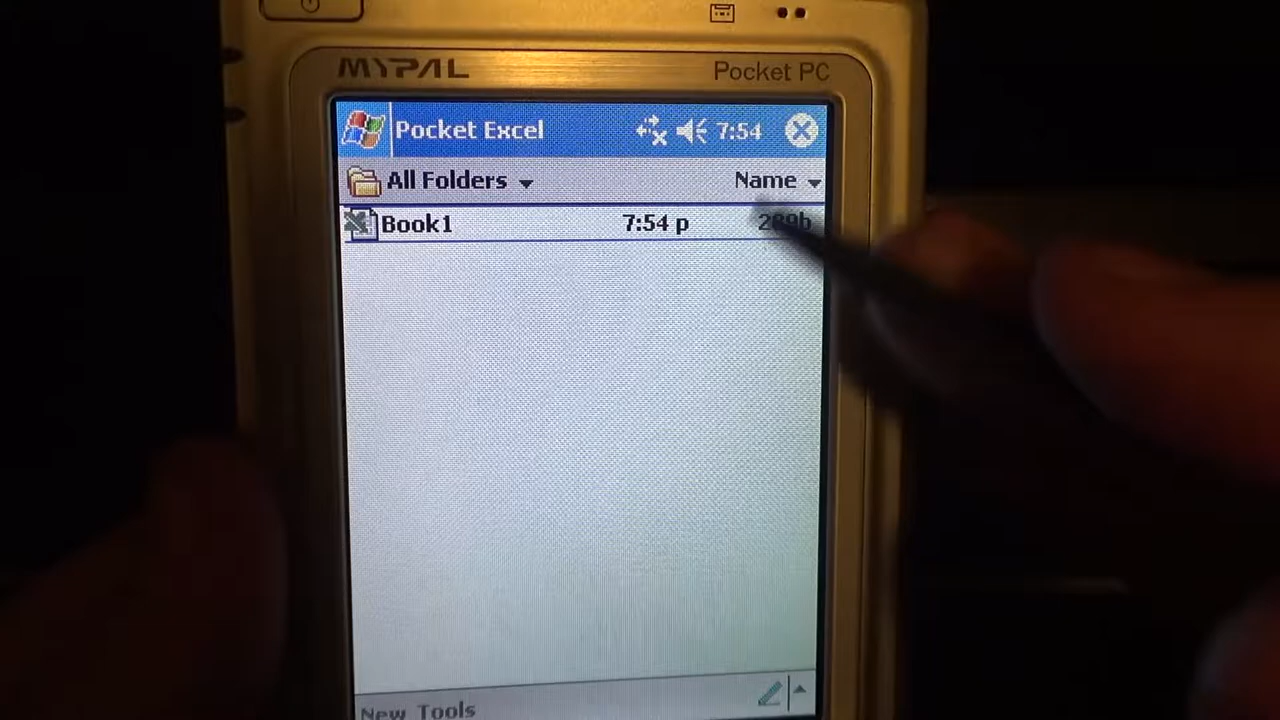 MYPAL Pocket PC
Pocket Excel 7:54
All Folders Name
Book1 7:54 p
New Tools